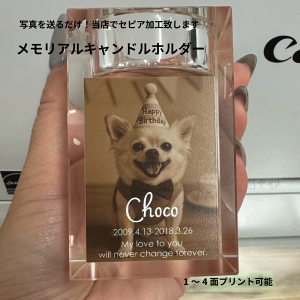 写真を送るだけ!当店でセピア加工致します
メモリアルキャンドルホルダー
Happy
Birthday
Choco
2009.4.13-2018.3.26
My love to you
will never change forever.
1～4面プリント可能